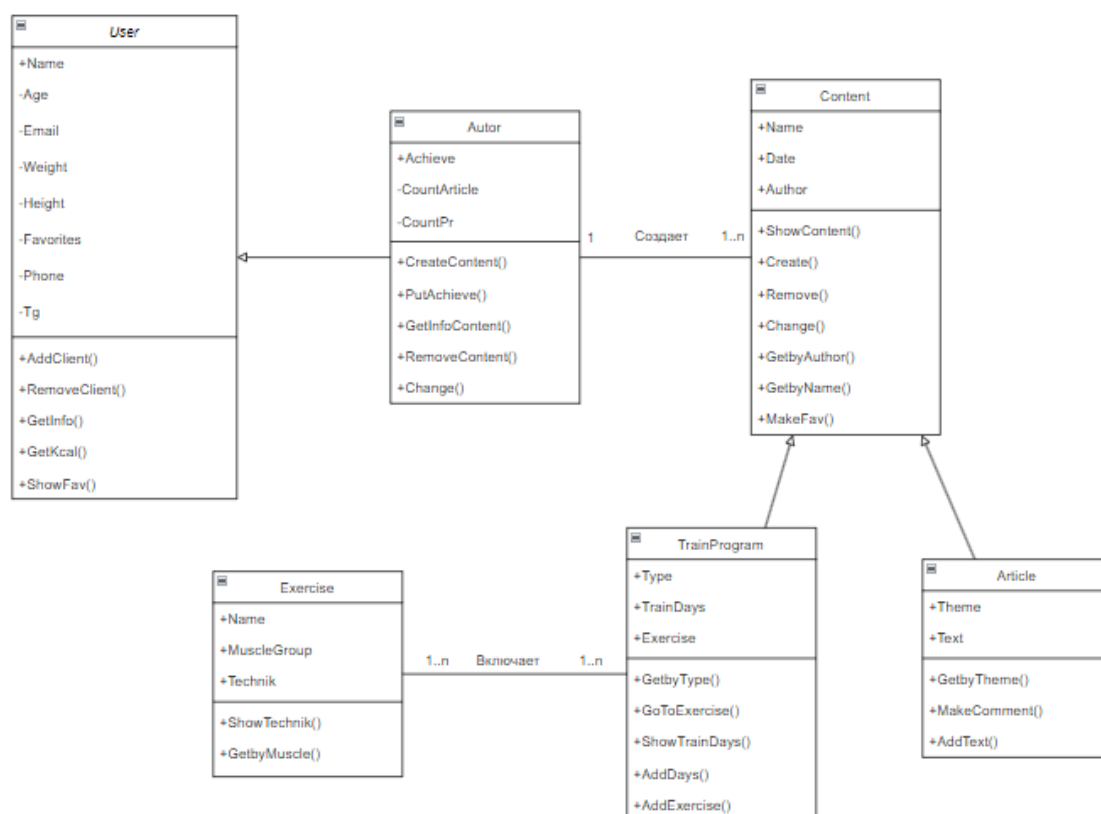 User
+Name
-Age
-Email
-Weight
-Height
-Favorites
-Phone
-Tg
+AddClient()
+RemoveClient()
+GetInfo()
+GetKcal()
+ShowFav()
Autor
+Achieve
-CountArticle
-CountPr
+CreateContent()
+PutAchieve()
+GetInfoContent()
+RemoveContent()
+Change()
1 Создает 1..n
Content
+Name
+Date
+Author
+ShowContent()
+Create()
+Remove()
+Change()
+GetbyAuthor()
+GetbyName()
+MakeFav()
Exercise
+Name
+MuscleGroup
+Technik
+ShowTechnik()
+GetbyMuscle()
1..n Включает 1..n
TrainProgram
+Type
+TrainDays
+Exercise
+GetbyType()
+GoToExercise()
+ShowTrainDays()
+AddDays()
+AddExercise()
Article
+Theme
+Text
+GetbyTheme()
+MakeComment()
+AddText()